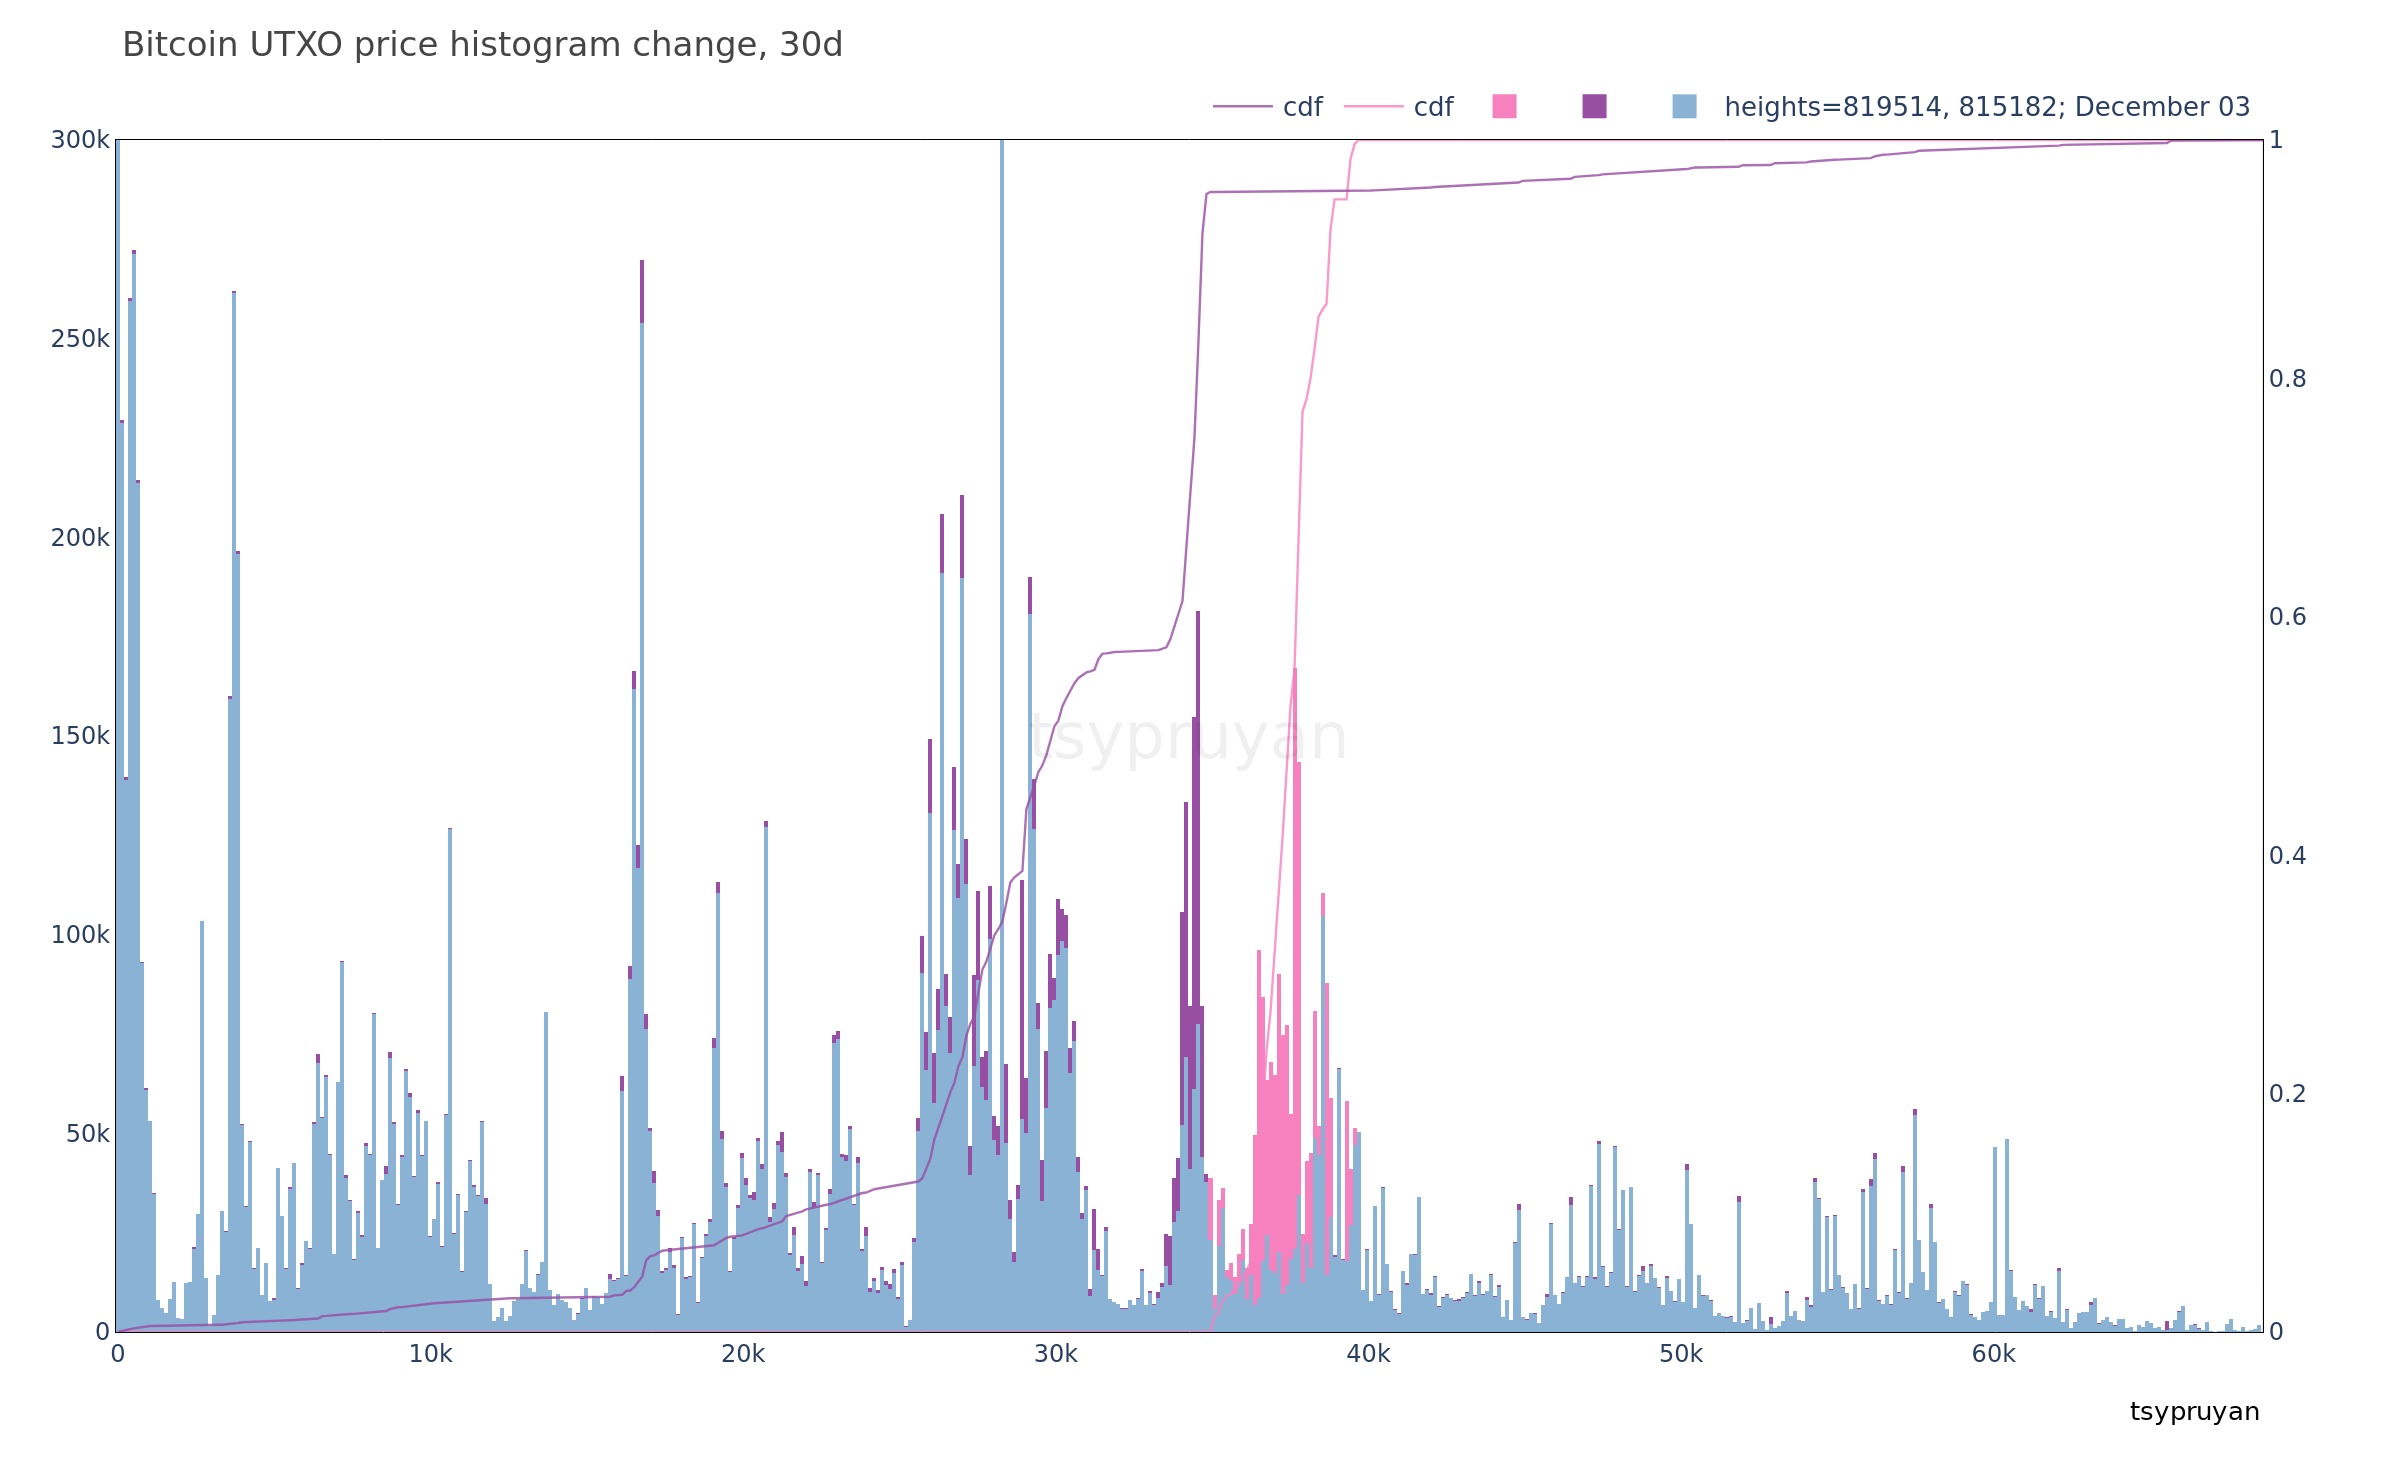 Bitcoin UTXO price histogram change, 30d
cdf cdf heights=819514, 815182; December 03
300k
250k
200k
150k
100k
50k
0
1
0.8
0.6
0.4
0.2
0
tsypruyan
0 10k 20k 30k 40k 50k 60k
tsypruyan